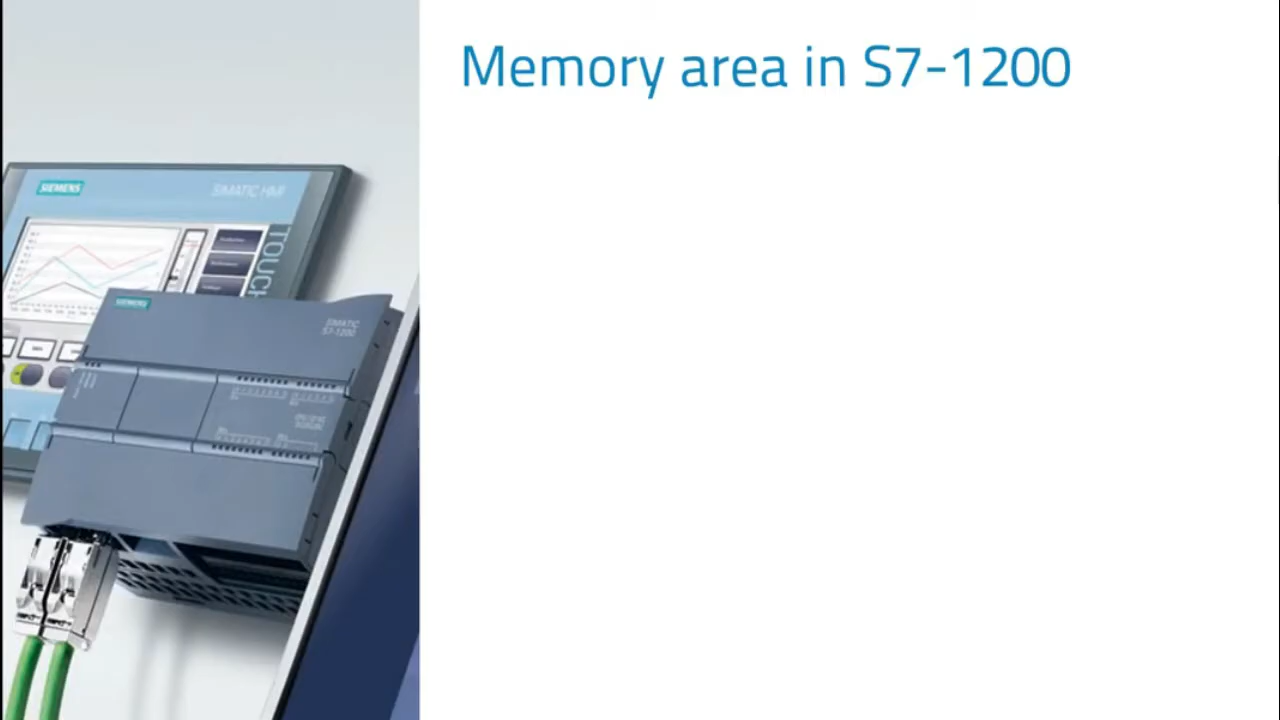 Memory area in S7-1200
SIEMENS
SIMATIC HMI
TOUCH
SIEMENS
SIMATIC
S7-1200